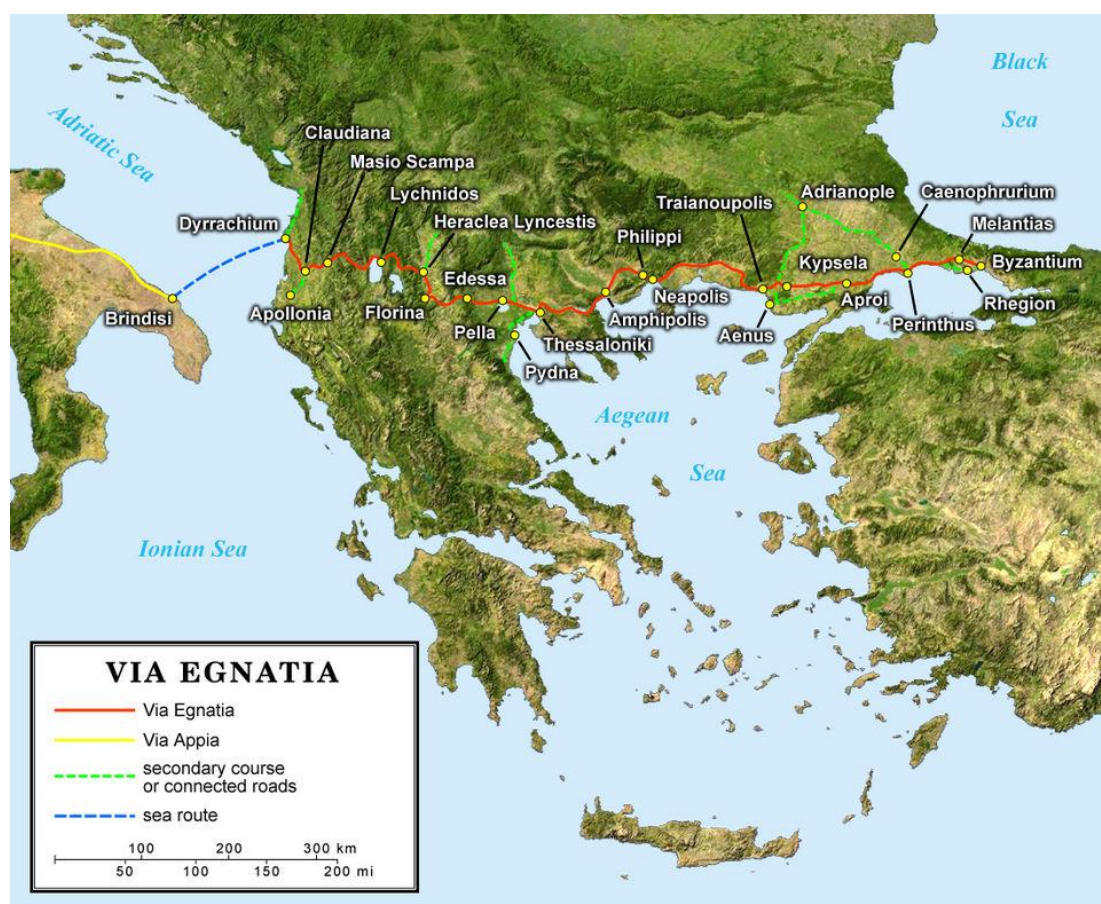 Black
Sea
Adriatic Sea
Claudiana
Masio Scampa
Lychnidos
Heraclea Lyncestis
Dyrrachium
Traianoupolis
Adrianople
Caenophrurium
Melantias
Philippi
Byzantium
Kypsela
Edessa
Neapolis
Rhegion
Brindisi
Apollonia
Florina
Pella
Amphipolis
Aproi
Aenus
Perinthus
Thessaloniki
Pydna
Aegean
Sea
Ionian Sea
VIA EGNATIA
Via Egnatia
Via Appia
secondary course
or connected roads
sea route
100 200 300 km
50 100 150 200 mi